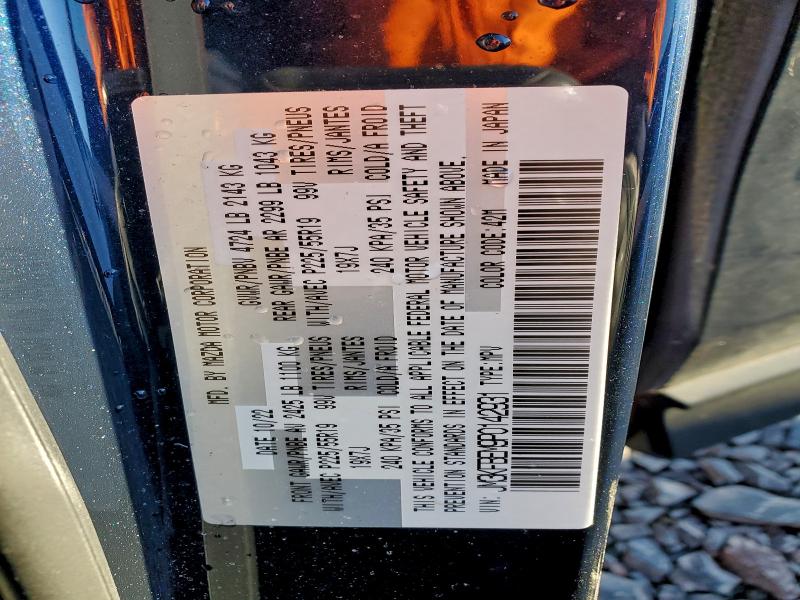 MFD. BY MAZDA MOTOR CORPORATION
DATE 10/22 GVWR/PNBV 4724 LB 2143 KG
FRONT GAWR/PNBE AV 2425 LB 1100 KG REAR GAWR/PNBE AR 2299 LB 1043 KG
WITH/AVEC P225/55R19 99V TIRES/PNEUS WITH/AVEC P225/55R19 99V TIRES/PNEUS
19X7J RIMS/JANTES 19X7J RIMS/JANTES
240 KPA/35 PSI COLD/A FROID 240 KPA/35 PSI COLD/A FROID
THIS VEHICLE CONFORMS TO ALL APPLICABLE FEDERAL MOTOR VEHICLE SAFETY AND THEFT
PREVENTION STANDARDS IN EFFECT ON THE DATE OF MANUFACTURE SHOWN ABOVE.
VIN: JM3KFBEM9P0142931 TYPE:MPV COLOR CODE:42M MADE IN JAPAN